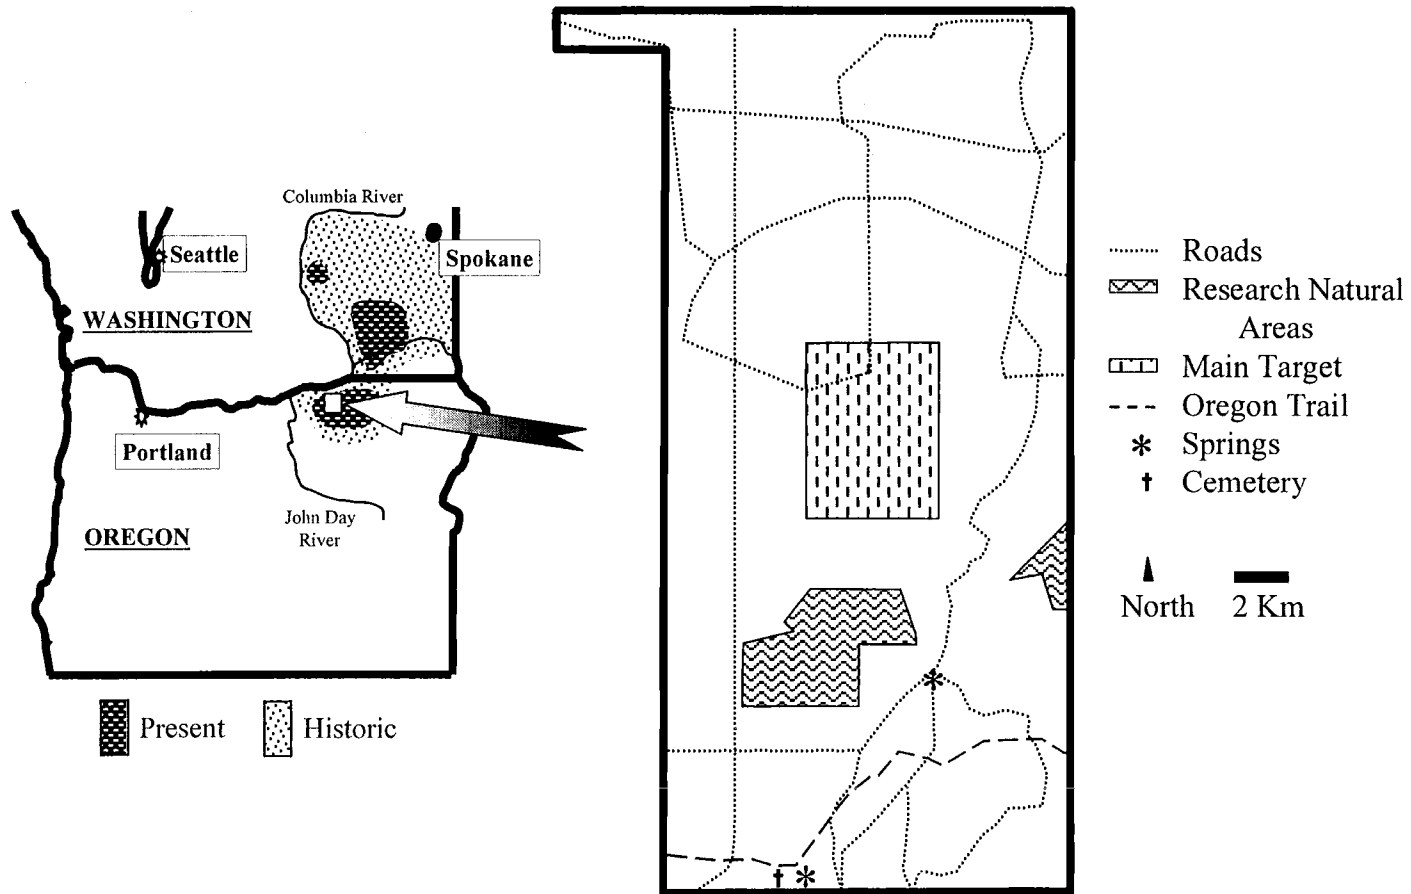 Columbia River
Seattle
Spokane
WASHINGTON
Portland
John Day
River
OREGON
Present
Historic
Roads
Research Natural
Areas
Main Target
Oregon Trail
Springs
Cemetery
North
2 Km